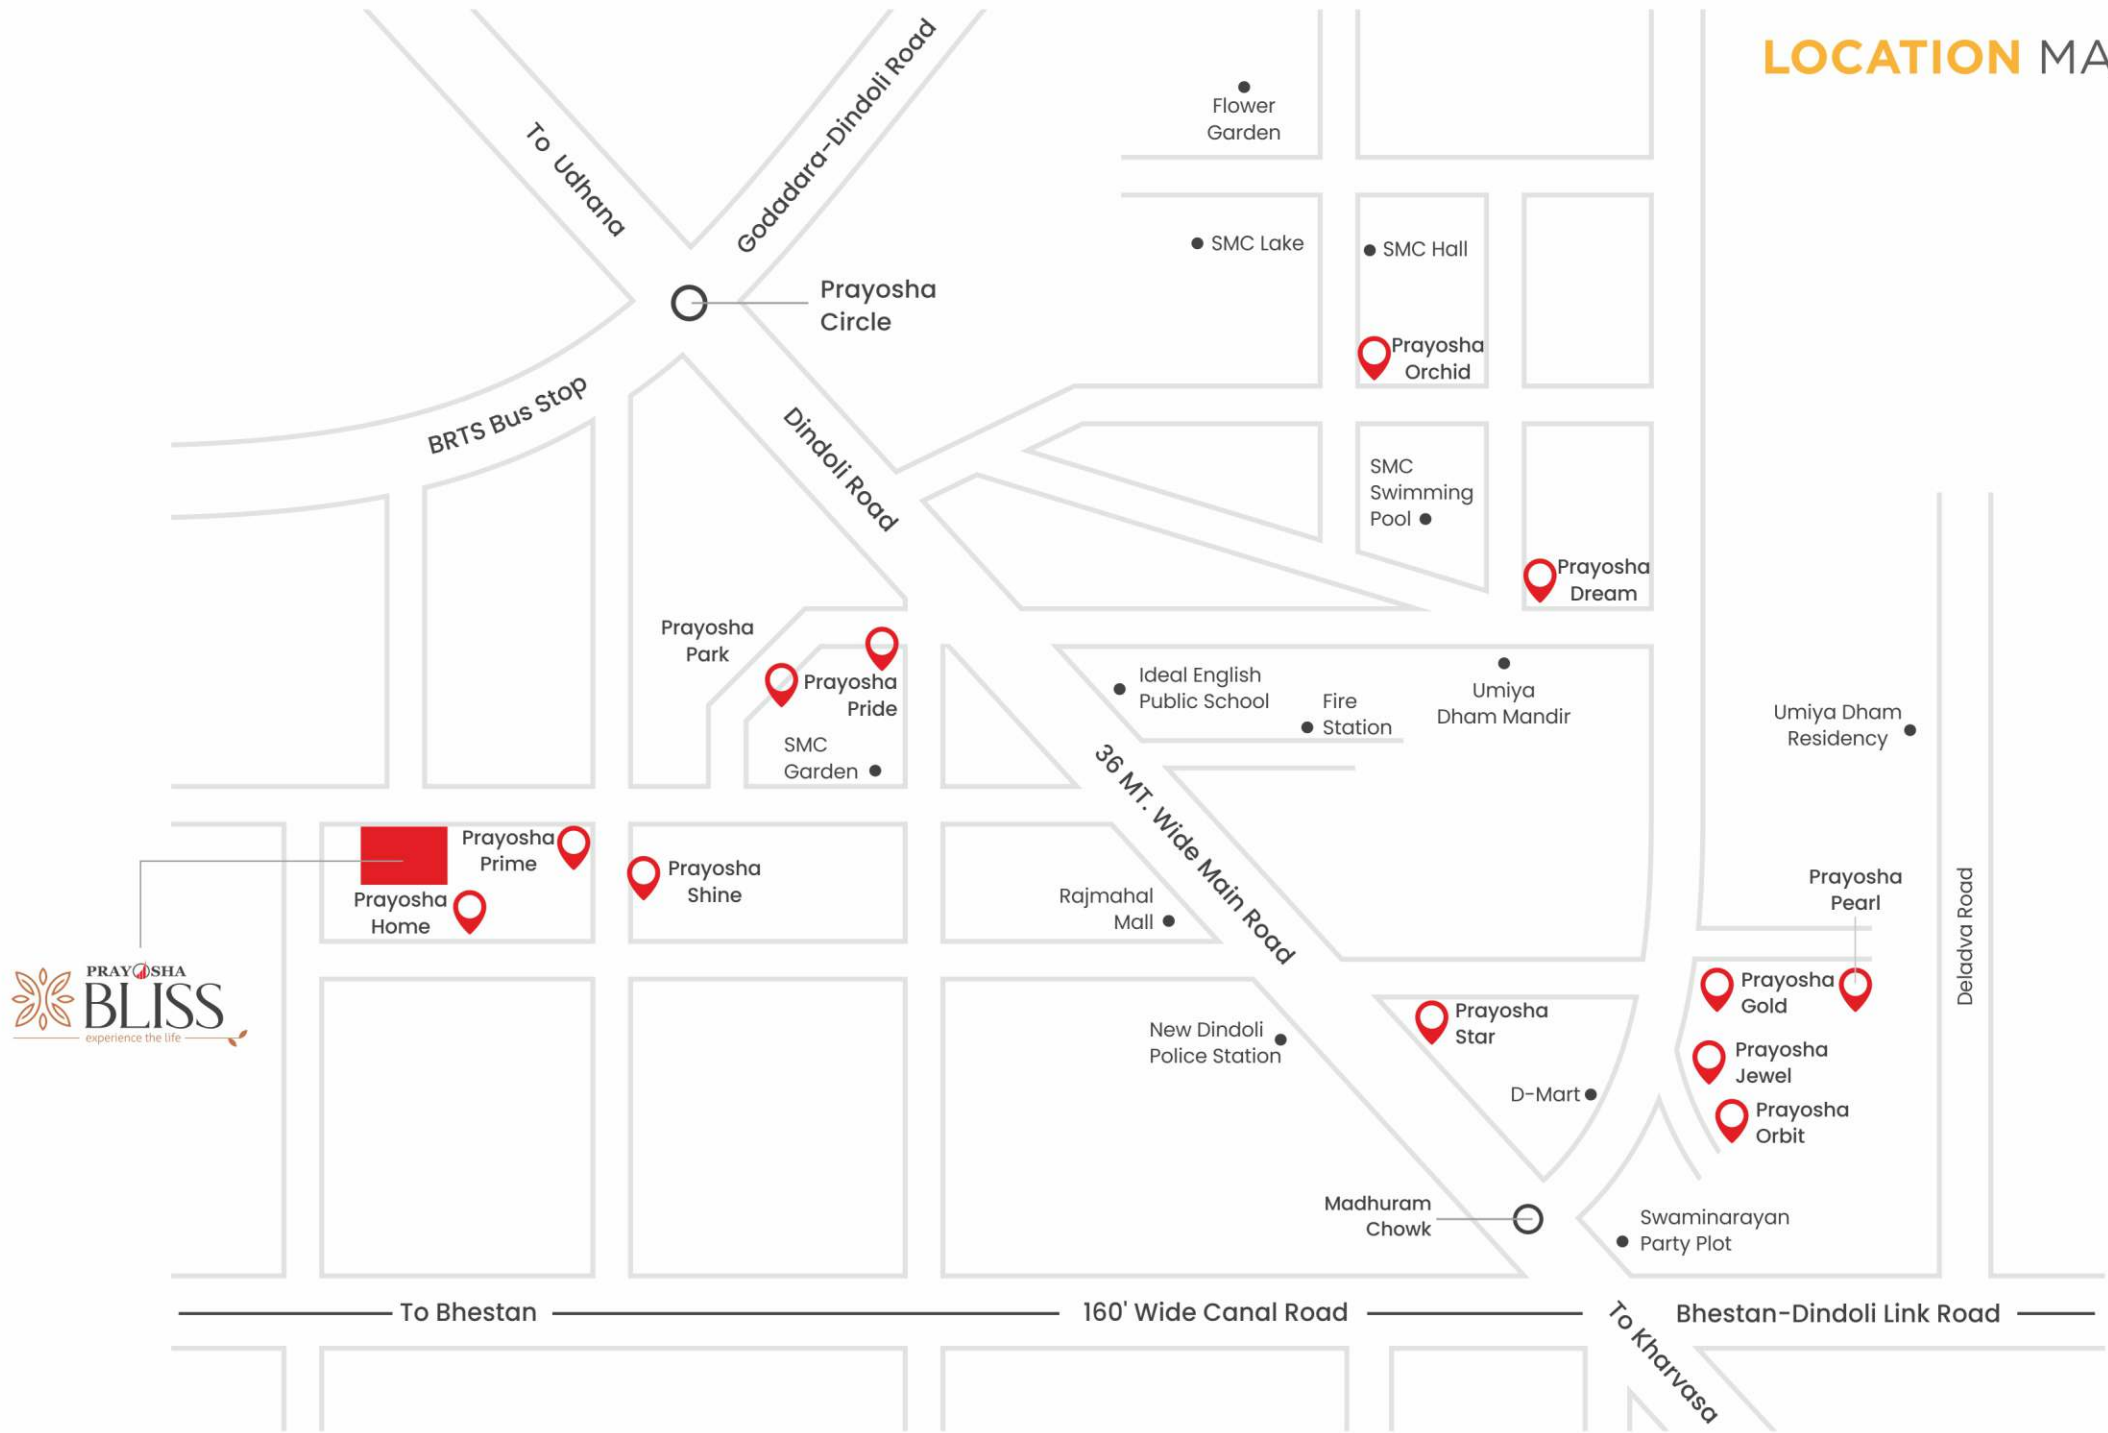 LOCATION MA
Flower
Garden
To Udhana
Godadara-Dindoli Road
SMC Lake
SMC Hall
Prayosha
Circle
Prayosha
Orchid
BRTS Bus Stop
Dindoli Road
SMC
Swimming
Pool
Prayosha
Dream
Prayosha
Park
Prayosha
Pride
SMC
Garden
Ideal English
Public School
Fire
Station
Umiya
Dham Mandir
Umiya Dham
Residency
36 MT. Wide Main Road
Prayosha
Prime
Prayosha
Home
Prayosha
Shine
Rajmahal
Mall
Prayosha
Pearl
Deladva Road
PRAYOSHA
BLISS
experience the life
Prayosha
Gold
Prayosha
Star
New Dindoli
Police Station
Prayosha
Jewel
D-Mart
Prayosha
Orbit
Madhuram
Chowk
Swaminarayan
Party Plot
To Bhestan
160' Wide Canal Road
Bhestan-Dindoli Link Road
To Kharvasa